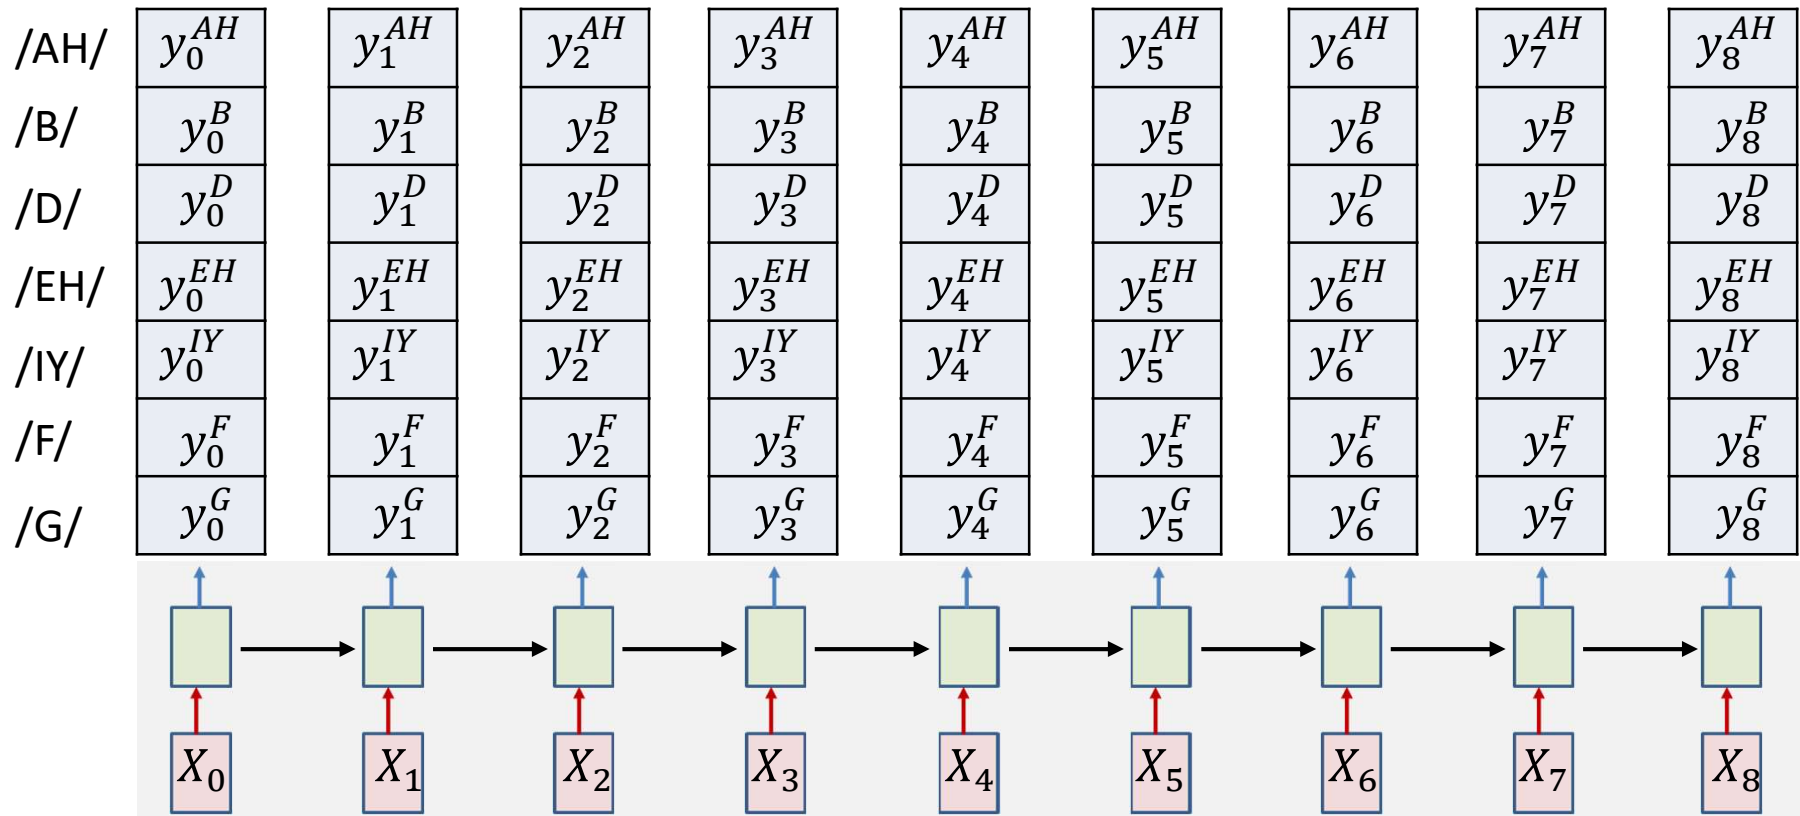 /AH/ $y_0^{AH}$ $y_1^{AH}$ $y_2^{AH}$ $y_3^{AH}$ $y_4^{AH}$ $y_5^{AH}$ $y_6^{AH}$ $y_7^{AH}$ $y_8^{AH}$
/B/ $y_0^{B}$ $y_1^{B}$ $y_2^{B}$ $y_3^{B}$ $y_4^{B}$ $y_5^{B}$ $y_6^{B}$ $y_7^{B}$ $y_8^{B}$
/D/ $y_0^{D}$ $y_1^{D}$ $y_2^{D}$ $y_3^{D}$ $y_4^{D}$ $y_5^{D}$ $y_6^{D}$ $y_7^{D}$ $y_8^{D}$
/EH/ $y_0^{EH}$ $y_1^{EH}$ $y_2^{EH}$ $y_3^{EH}$ $y_4^{EH}$ $y_5^{EH}$ $y_6^{EH}$ $y_7^{EH}$ $y_8^{EH}$
/IY/ $y_0^{IY}$ $y_1^{IY}$ $y_2^{IY}$ $y_3^{IY}$ $y_4^{IY}$ $y_5^{IY}$ $y_6^{IY}$ $y_7^{IY}$ $y_8^{IY}$
/F/ $y_0^{F}$ $y_1^{F}$ $y_2^{F}$ $y_3^{F}$ $y_4^{F}$ $y_5^{F}$ $y_6^{F}$ $y_7^{F}$ $y_8^{F}$
/G/ $y_0^{G}$ $y_1^{G}$ $y_2^{G}$ $y_3^{G}$ $y_4^{G}$ $y_5^{G}$ $y_6^{G}$ $y_7^{G}$ $y_8^{G}$
$X_0$ $X_1$ $X_2$ $X_3$ $X_4$ $X_5$ $X_6$ $X_7$ $X_8$